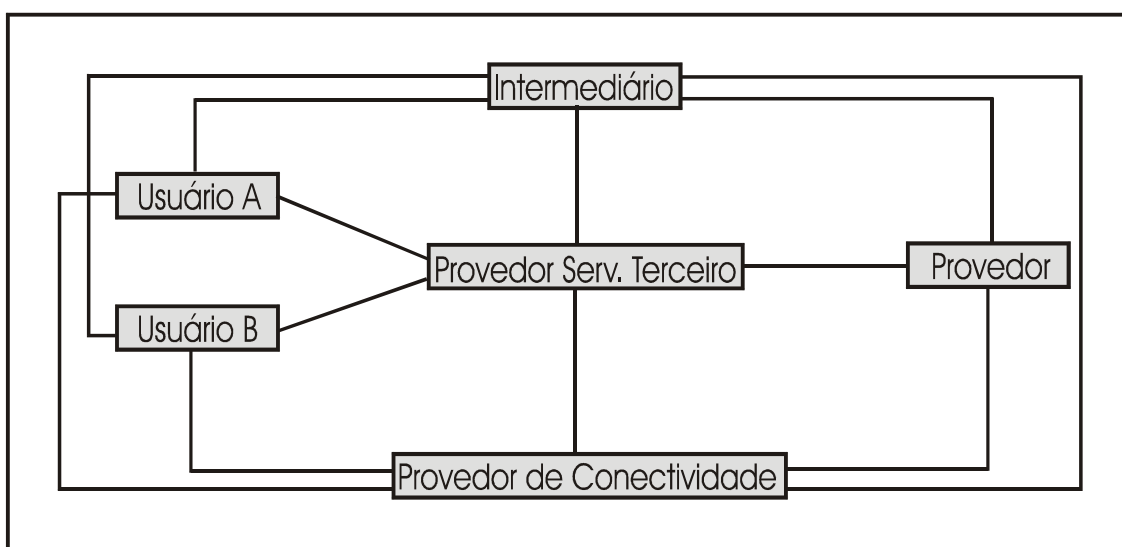 Intermediário
Usuário A
Provedor Serv. Terceiro
Provedor
Usuário B
Provedor de Conectividade